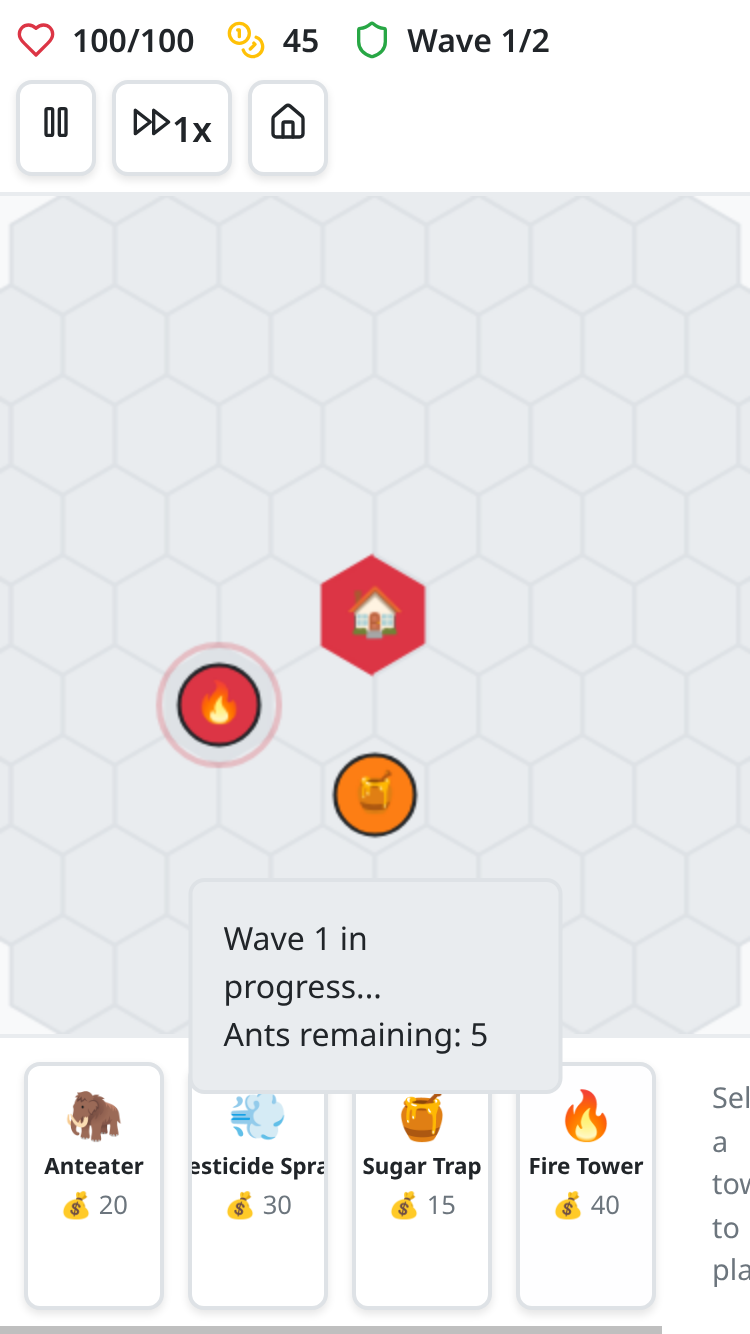 100/100 45 Wave 1/2
1x
Wave 1 in
progress...
Ants remaining: 5
Anteater
20
esticide Spra
30
Sugar Trap
15
Fire Tower
40
Sel
a
tow
to
pla